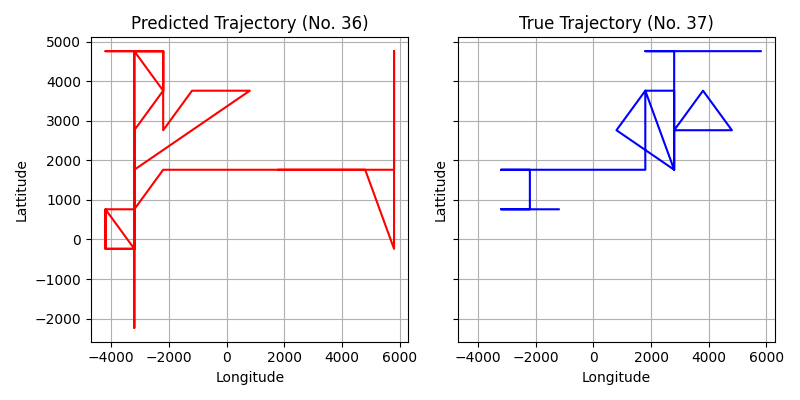 Predicted Trajectory (No. 36)
True Trajectory (No. 37)
5000
4000
3000
2000
1000
0
−1000
−2000
Lattitude
Lattitude
−4000 −2000 0 2000 4000 6000
−4000 −2000 0 2000 4000 6000
Longitude
Longitude